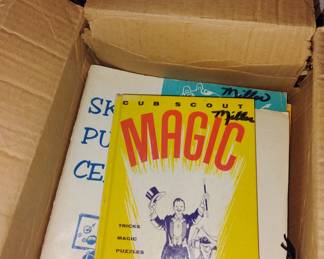 Miller
SK
PU
CE
CUB SCOUT
Miller
MAGIC
TRICKS
MAGIC
PUZZLES